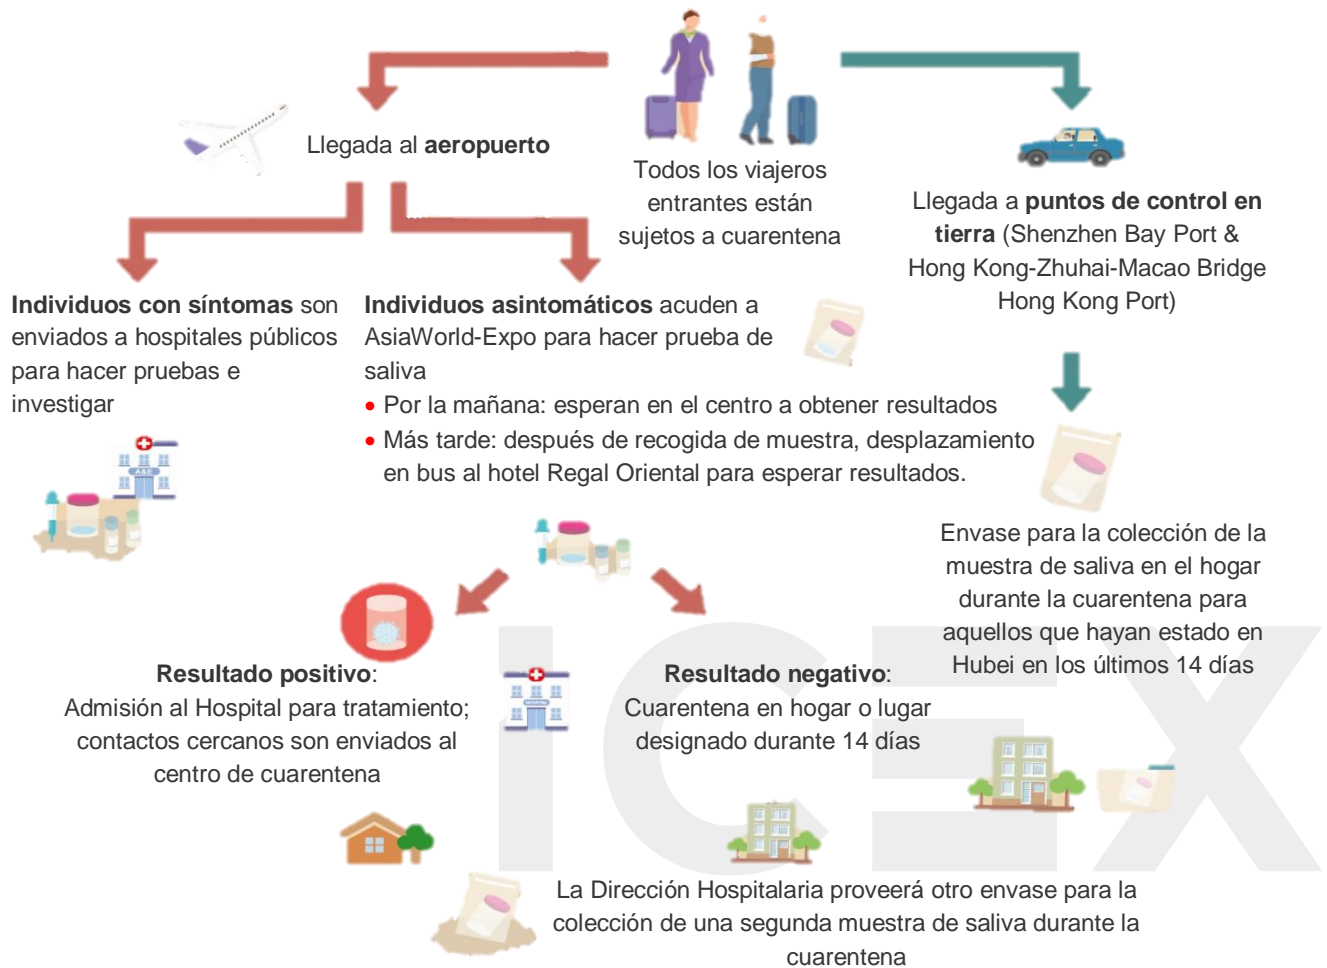 Todos los viajeros
entrantes están
sujetos a cuarentena
Llegada al aeropuerto
Llegada a puntos de control en
tierra (Shenzhen Bay Port &
Hong Kong-Zhuhai-Macao Bridge
Hong Kong Port)
Individuos con síntomas son
enviados a hospitales públicos
para hacer pruebas e
investigar
Individuos asintomáticos acuden a
AsiaWorld-Expo para hacer prueba de
saliva
• Por la mañana: esperan en el centro a obtener resultados
• Más tarde: después de recogida de muestra, desplazamiento
en bus al hotel Regal Oriental para esperar resultados.
A&E
Envase para la colección de la
muestra de saliva en el hogar
durante la cuarentena para
aquellos que hayan estado en
Hubei en los últimos 14 días
Resultado positivo:
Admisión al Hospital para tratamiento;
contactos cercanos son enviados al
centro de cuarentena
Resultado negativo:
Cuarentena en hogar o lugar
designado durante 14 días
La Dirección Hospitalaria proveerá otro envase para la
colección de una segunda muestra de saliva durante la
cuarentena
ICEX